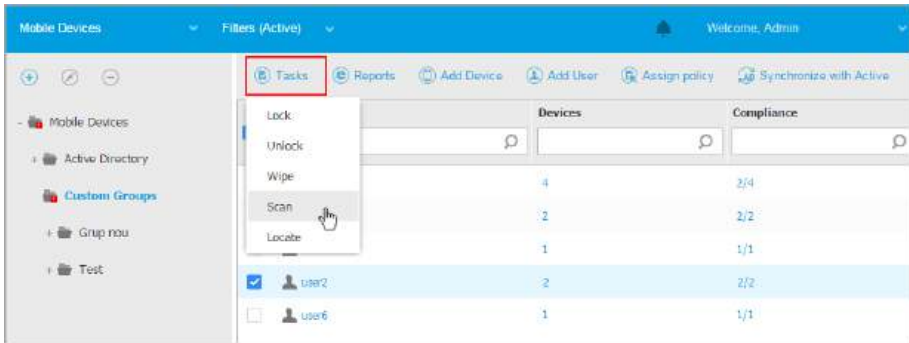 Mobile Devices Filters (Active) Welcome, Admin
Tasks Reports Add Device Add User Assign policy Synchronize with Active
Devices Compliance
Lock
Unlock
Wipe
Scan
Locate
- Mobile Devices
+ Active Directory
Custom Groups
+ Grup nou
+ Test
4 2/4
2 2/2
1 1/1
user2 2 2/2
user6 1 1/1